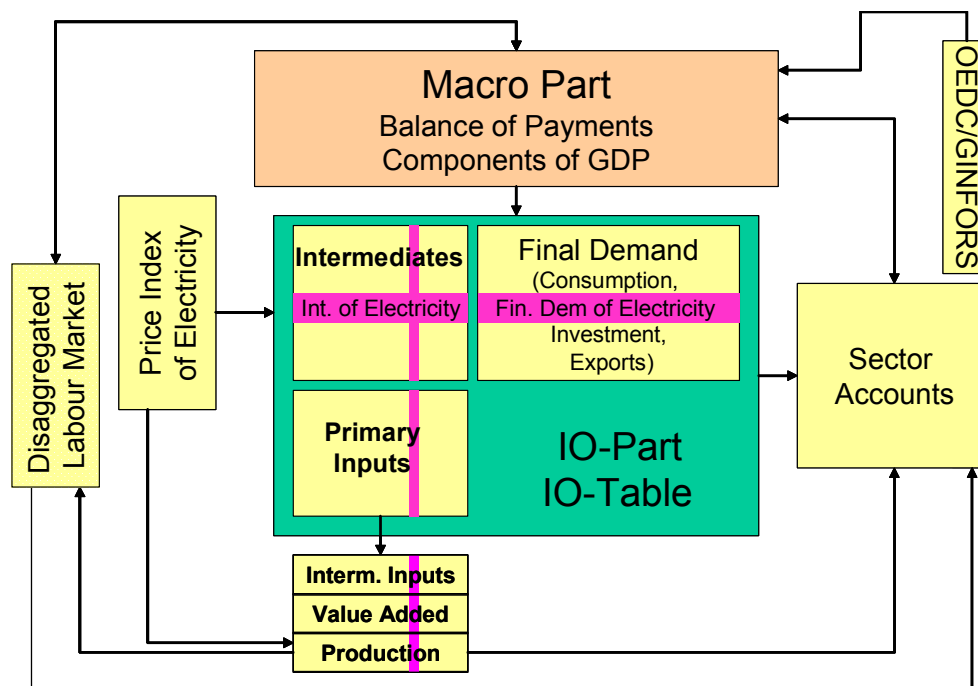 Macro Part
Balance of Payments
Components of GDP
OEDC/GINFORS
Disaggregated
Labour Market
Price Index
of Electricity
Intermediates
Int. of Electricity
Final Demand
(Consumption,
Fin. Dem of Electricity
Investment,
Exports)
Primary
Inputs
IO-Part
IO-Table
Sector
Accounts
Interm. Inputs
Value Added
Production